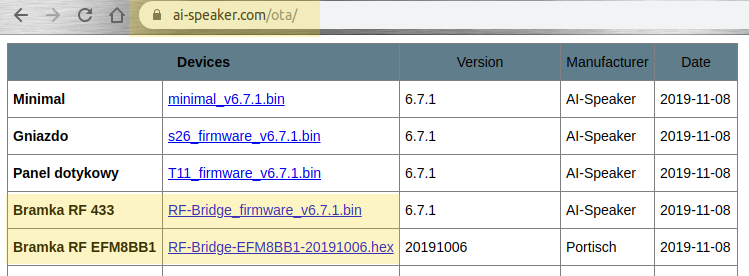 ai-speaker.com/ota/
Devices Version Manufacturer Date
Minimal minimal_v6.7.1.bin 6.7.1 AI-Speaker 2019-11-08
Gniazdo s26_firmware_v6.7.1.bin 6.7.1 AI-Speaker 2019-11-08
Panel dotykowy T11_firmware_v6.7.1.bin 6.7.1 AI-Speaker 2019-11-08
Bramka RF 433 RF-Bridge_firmware_v6.7.1.bin 6.7.1 AI-Speaker 2019-11-08
Bramka RF EFM8BB1 RF-Bridge-EFM8BB1-20191006.hex 20191006 Portisch 2019-11-08